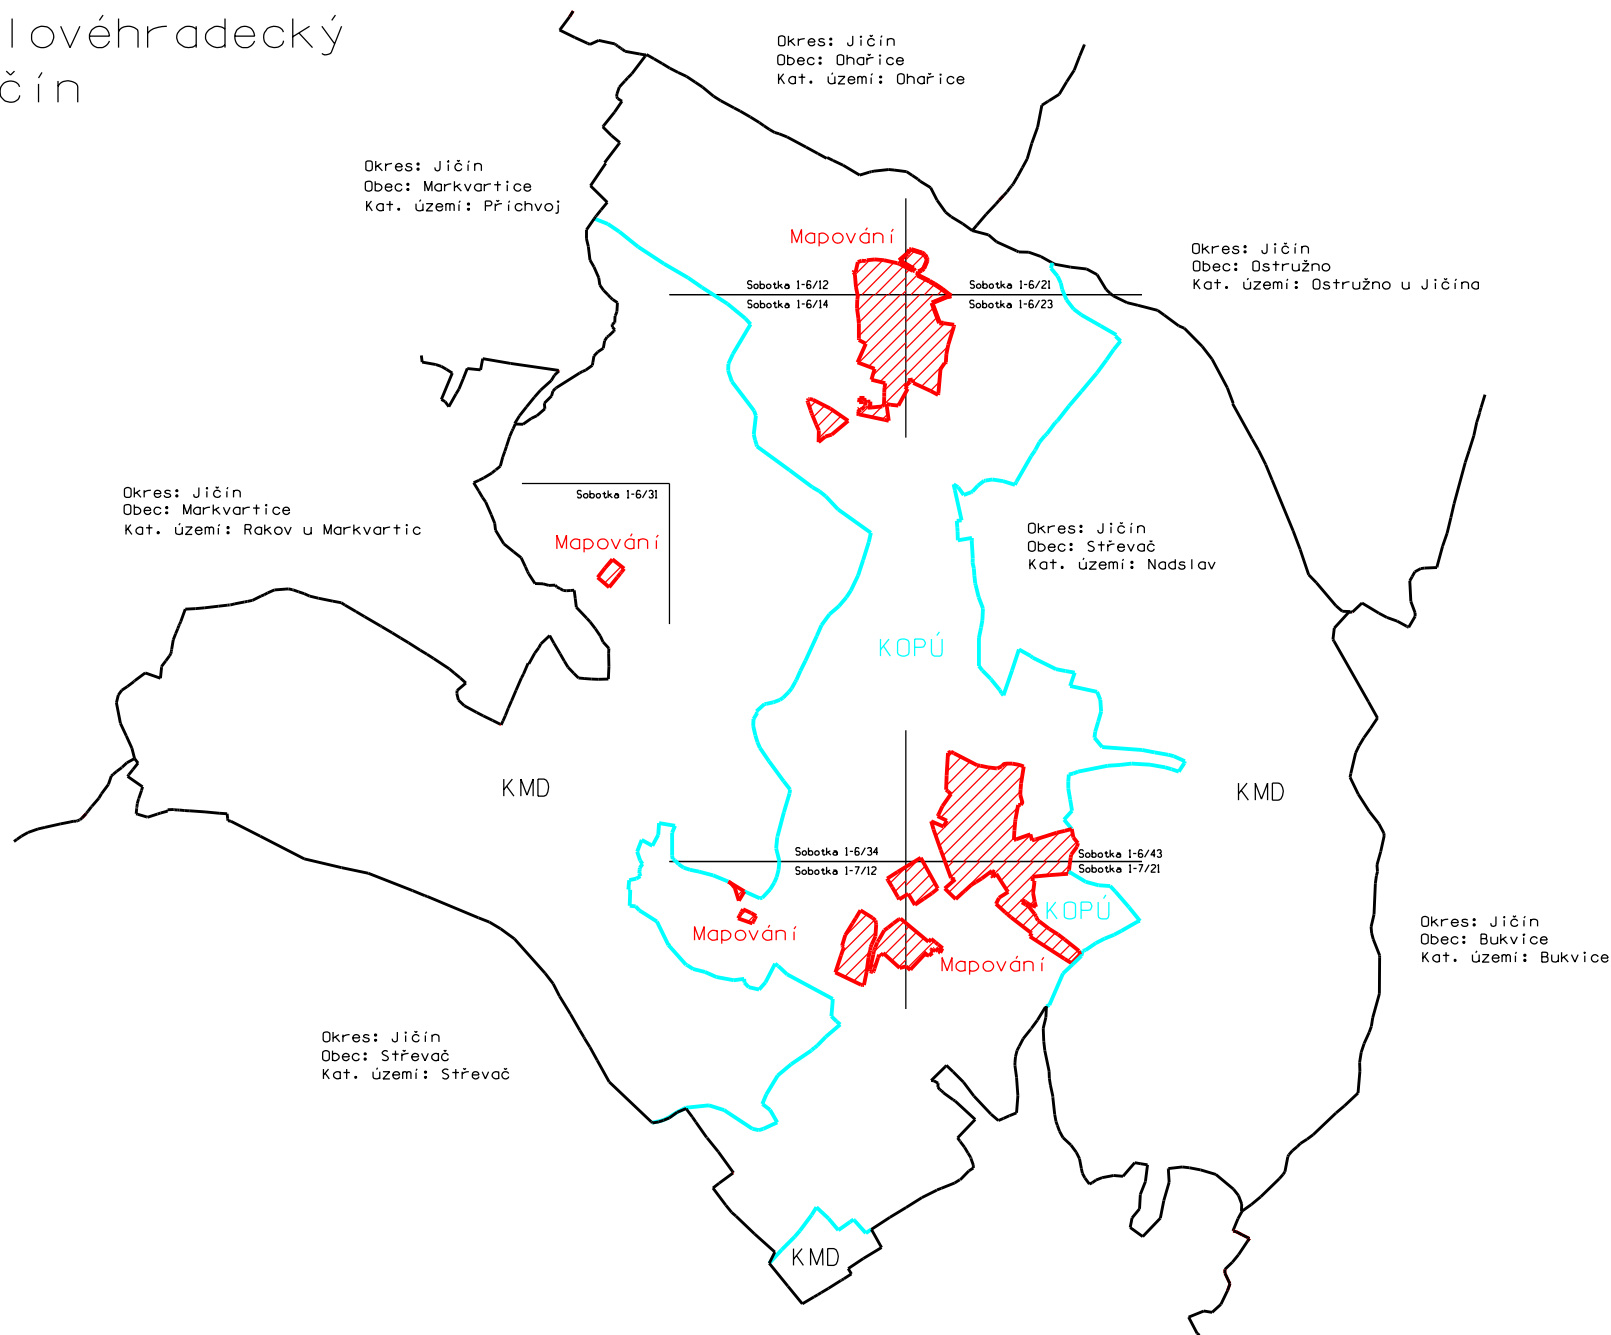 lovéhradecký
čín
Okres: Jičín
Obec: Ohařice
Kat. území: Ohařice
Okres: Jičín
Obec: Markvartice
Kat. území: Příchvoj
Mapování
Okres: Jičín
Obec: Ostružno
Kat. území: Ostružno u Jičína
Sobotka 1-6/12
Sobotka 1-6/21
Sobotka 1-6/14
Sobotka 1-6/23
Okres: Jičín
Obec: Markvartice
Kat. území: Rakov u Markvartic
Sobotka 1-6/31
Mapování
Okres: Jičín
Obec: Střevač
Kat. území: Nadslav
KOPÚ
KMD
KMD
Sobotka 1-6/34
Sobotka 1-6/43
Sobotka 1-7/12
Sobotka 1-7/21
KOPÚ
Mapování
Mapování
Okres: Jičín
Obec: Bukvice
Kat. území: Bukvice
Okres: Jičín
Obec: Střevač
Kat. území: Střevač
KMD